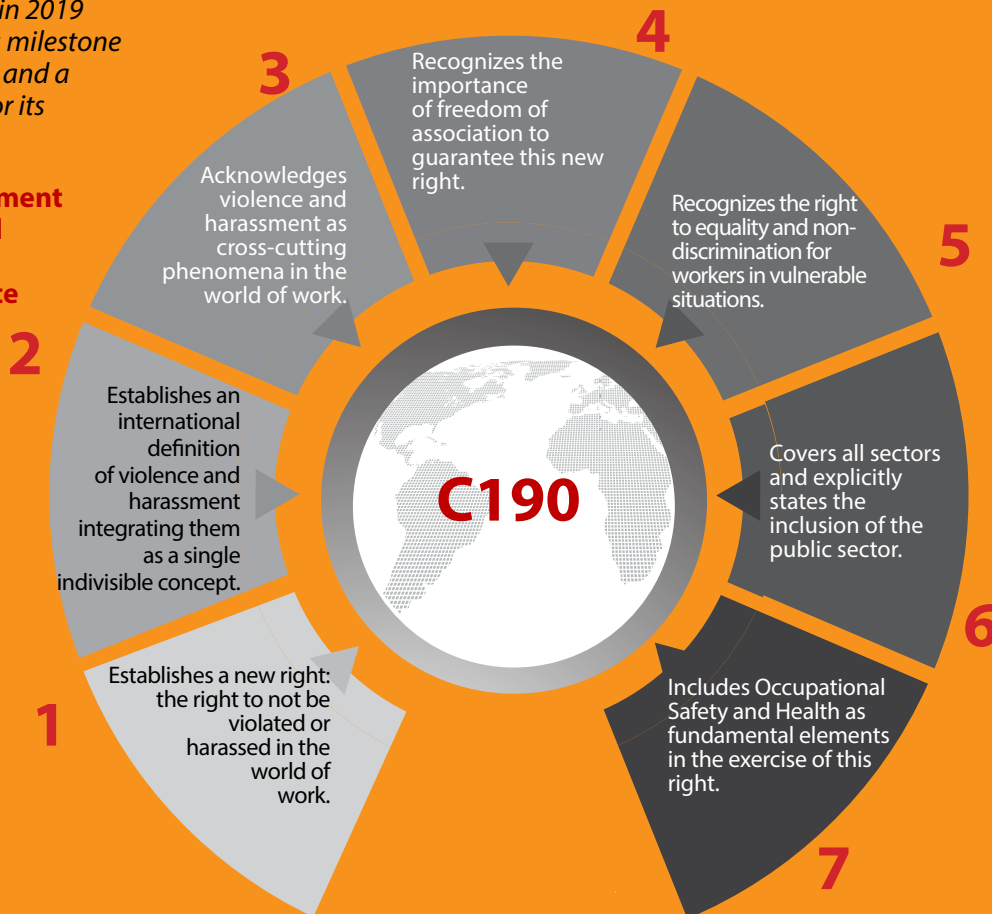 in 2019
milestone
and a
or its
ment
te
1
Establishes a new right:
the right to not be
violated or
harassed in the
world of
work.
2
Establishes an
international
definition
of violence and
harassment
integrating them
as a single
indivisible concept.
3
Acknowledges
violence and
harassment as
cross-cutting
phenomena in the
world of work.
4
Recognizes the
importance
of freedom of
association to
guarantee this new
right.
5
Recognizes the right
to equality and non-
discrimination for
workers in vulnerable
situations.
6
Covers all sectors
and explicitly
states the
inclusion of the
public sector.
7
Includes Occupational
Safety and Health as
fundamental elements
in the exercise of this
right.
C190